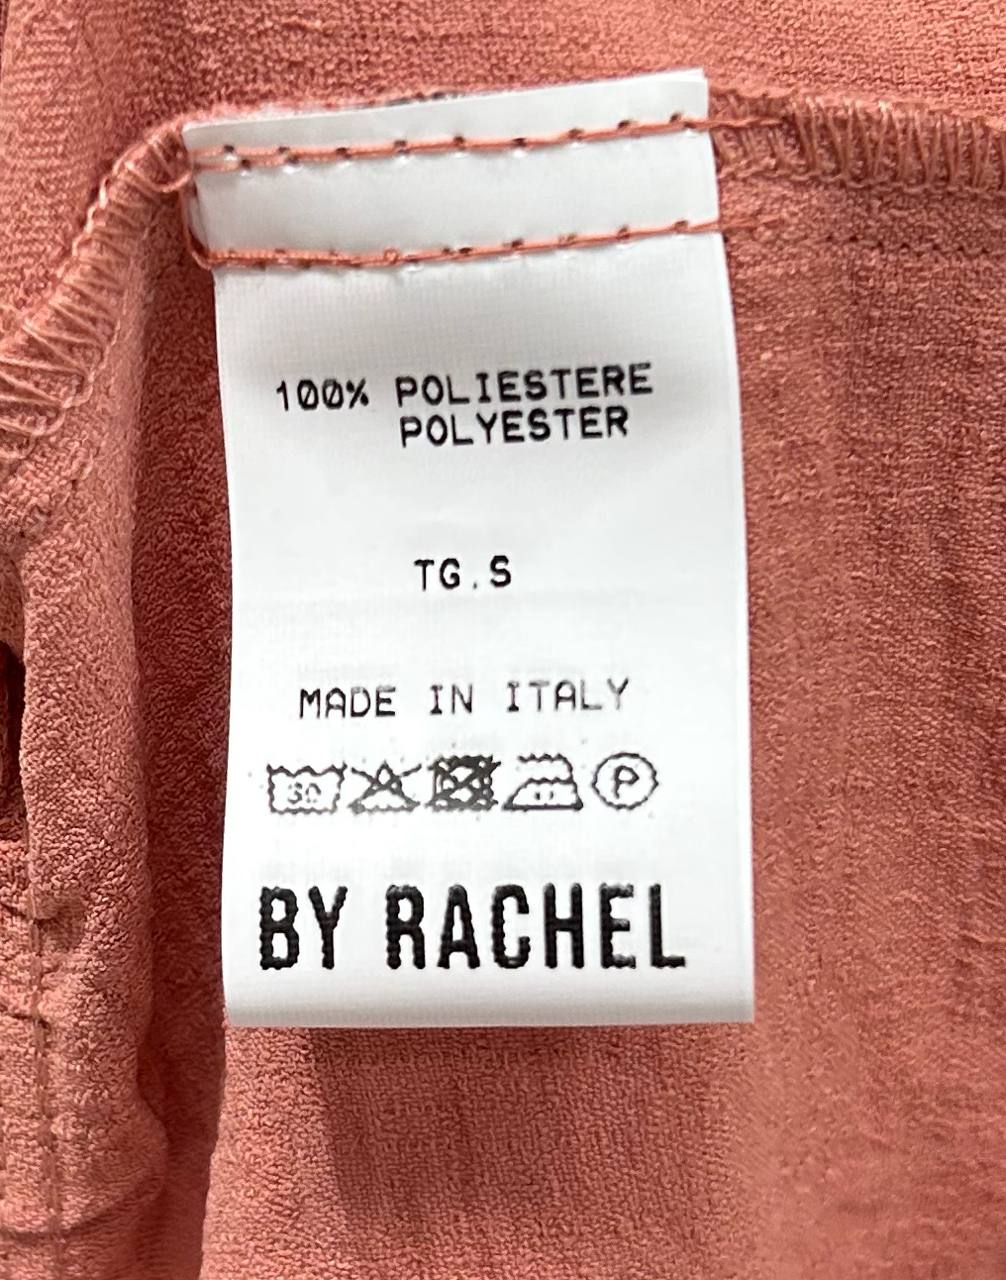 100% POLIESTERE
POLYESTER
TG.S
MADE IN ITALY
30 P
BY RACHEL